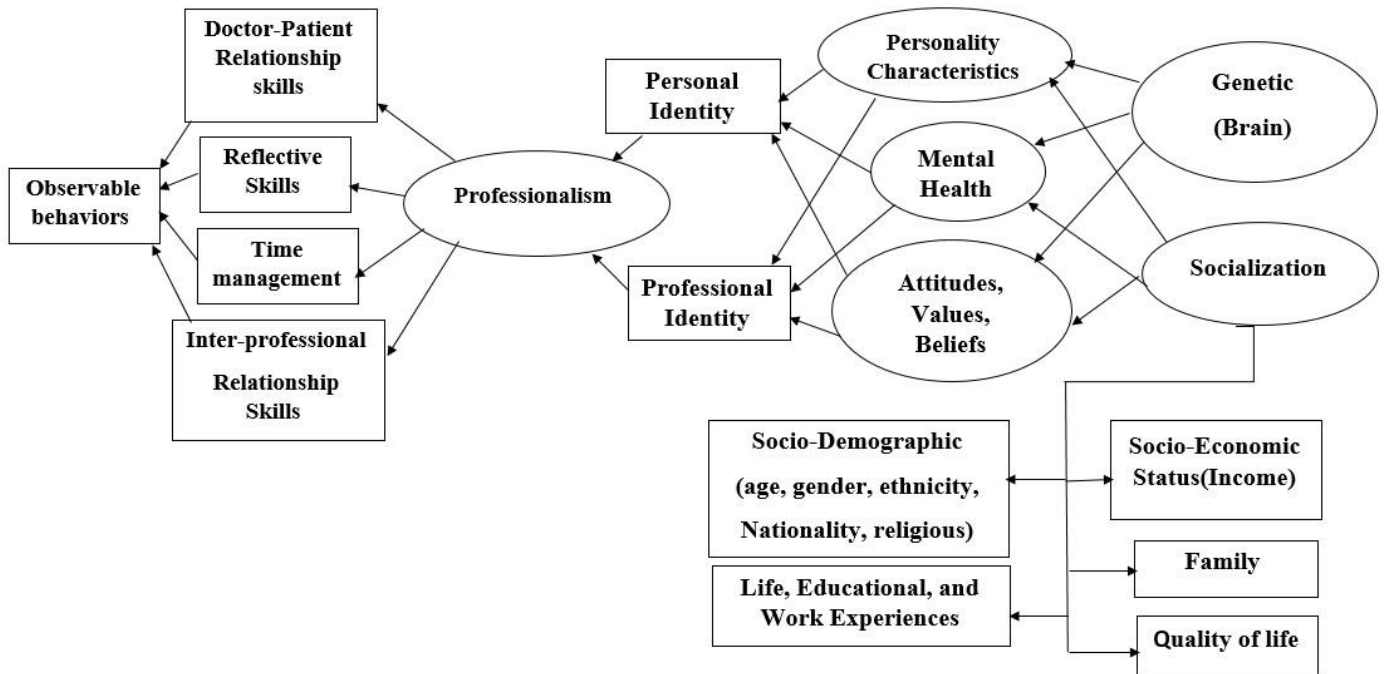 Doctor-Patient
Relationship
skills
Reflective
Skills
Time
management
Inter-professional
Relationship
Skills
Observable
behaviors
Professionalism
Personal
Identity
Professional
Identity
Personality
Characteristics
Mental
Health
Attitudes,
Values,
Beliefs
Genetic
(Brain)
Socialization
Socio-Demographic
(age, gender, ethnicity,
Nationality, religious)
Life, Educational, and
Work Experiences
Socio-Economic
Status(Income)
Family
Quality of life